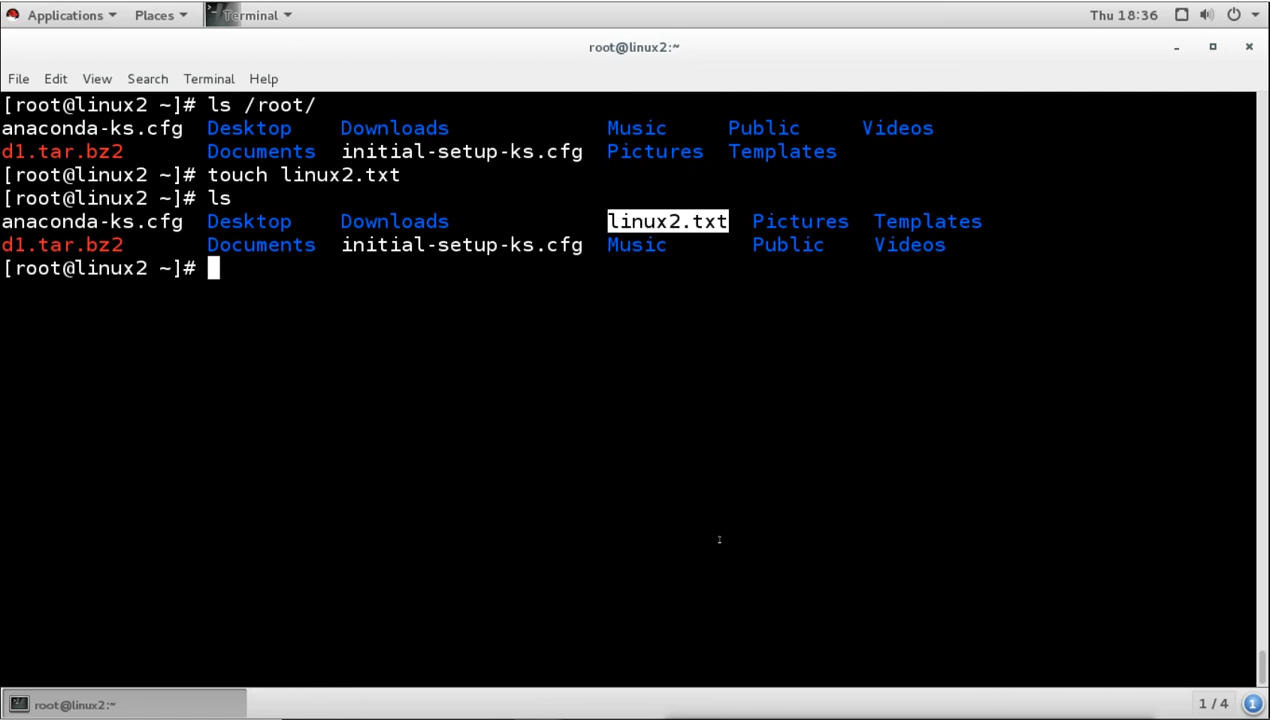 Applications Places Terminal Thu 18:36
root@linux2:~
File Edit View Search Terminal Help
[root@linux2 ~]# ls /root/
anaconda-ks.cfg Desktop Downloads Music Public Videos
d1.tar.bz2 Documents initial-setup-ks.cfg Pictures Templates
[root@linux2 ~]# touch linux2.txt
[root@linux2 ~]# ls
anaconda-ks.cfg Desktop Downloads linux2.txt Pictures Templates
d1.tar.bz2 Documents initial-setup-ks.cfg Music Public Videos
[root@linux2 ~]#
root@linux2:~ 1 / 4 1